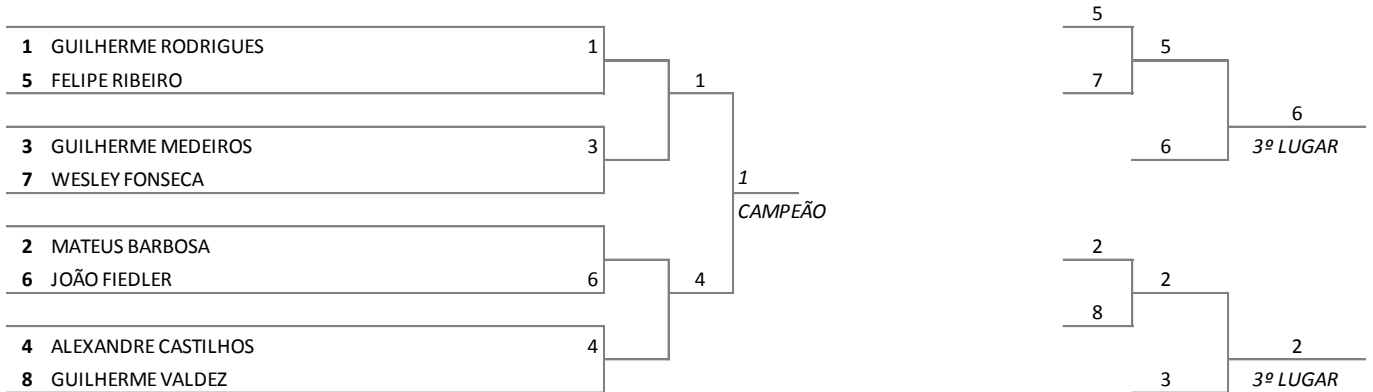 5
1 GUILHERME RODRIGUES 1 5
5 FELIPE RIBEIRO 1 7
6
3 GUILHERME MEDEIROS 3 6 3º LUGAR
7 WESLEY FONSECA 1
CAMPEÃO
2 MATEUS BARBOSA 2
6 JOÃO FIEDLER 6 4 2
8
4 ALEXANDRE CASTILHOS 4 2
8 GUILHERME VALDEZ 3 3º LUGAR